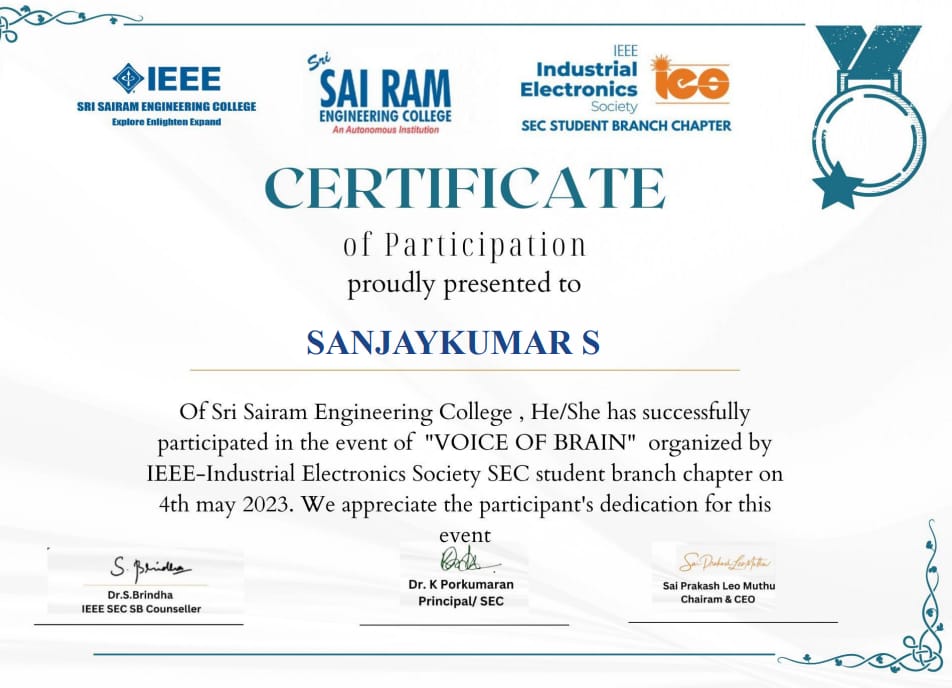 IEEE
SRI SAIRAM ENGINEERING COLLEGE
Explore Enlighten Expand
Sri
SAI RAM
ENGINEERING COLLEGE
An Autonomous Institution
IEEE
Industrial
Electronics
Society
ies
SEC STUDENT BRANCH CHAPTER
CERTIFICATE
of Participation
proudly presented to
SANJAYKUMAR S
Of Sri Sairam Engineering College , He/She has successfully
participated in the event of "VOICE OF BRAIN" organized by
IEEE-Industrial Electronics Society SEC student branch chapter on
4th may 2023. We appreciate the participant's dedication for this
event
S. Brindha
Dr.S.Brindha
IEEE SEC SB Counseller
Dr. K Porkumaran
Principal/ SEC
Sai Prakash Leo Muthu
Sai Prakash Leo Muthu
Chairam & CEO